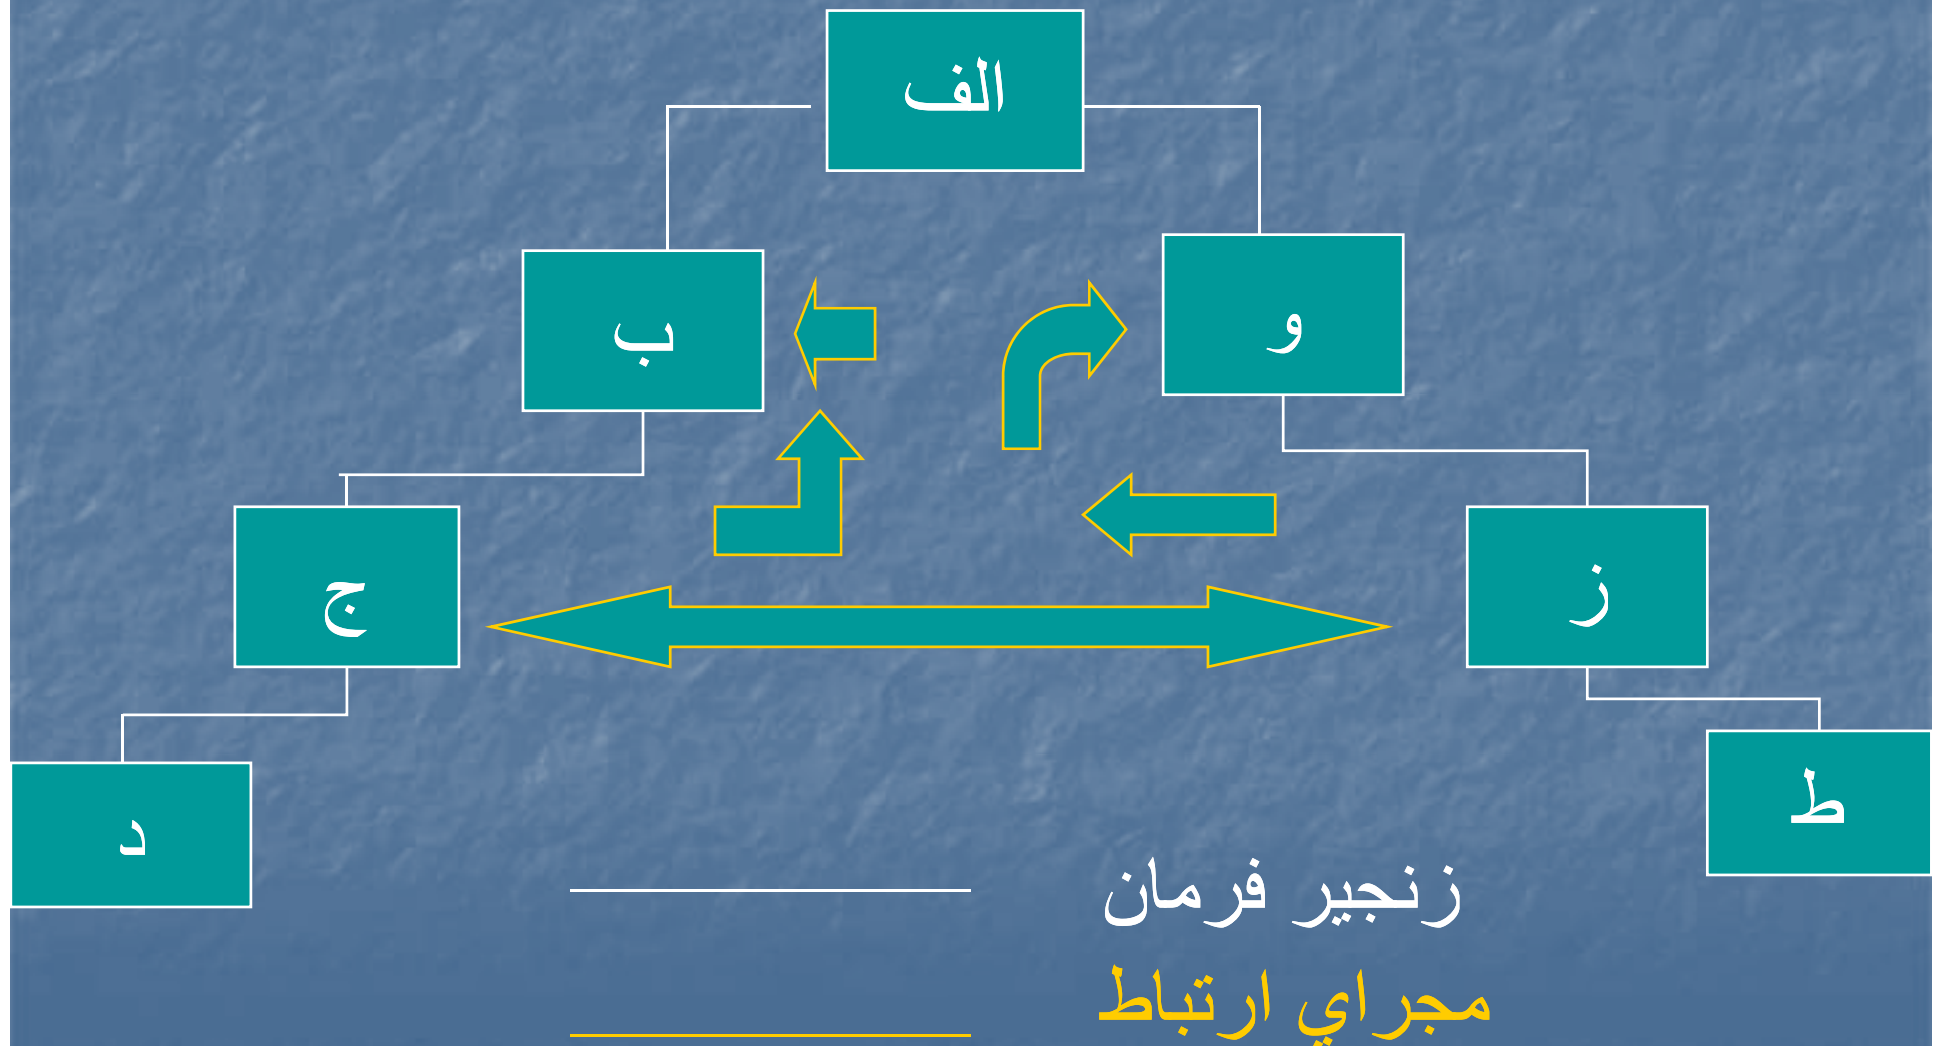 الف
و
ب
ز
ج
ط
د
زنجير فرمان
مجراي ارتباط